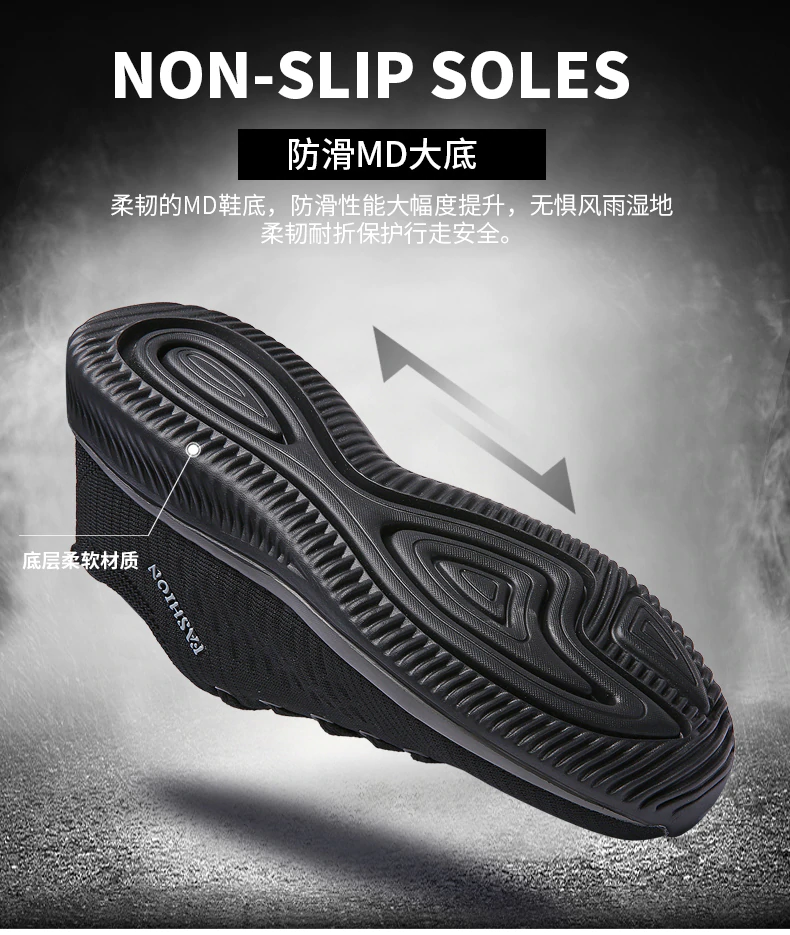 NON-SLIP SOLES
防滑MD大底
柔韧的MD鞋底，防滑性能大幅度提升，无惧风雨湿地
柔韧耐折保护行走安全。
底层柔软材质
FASHION